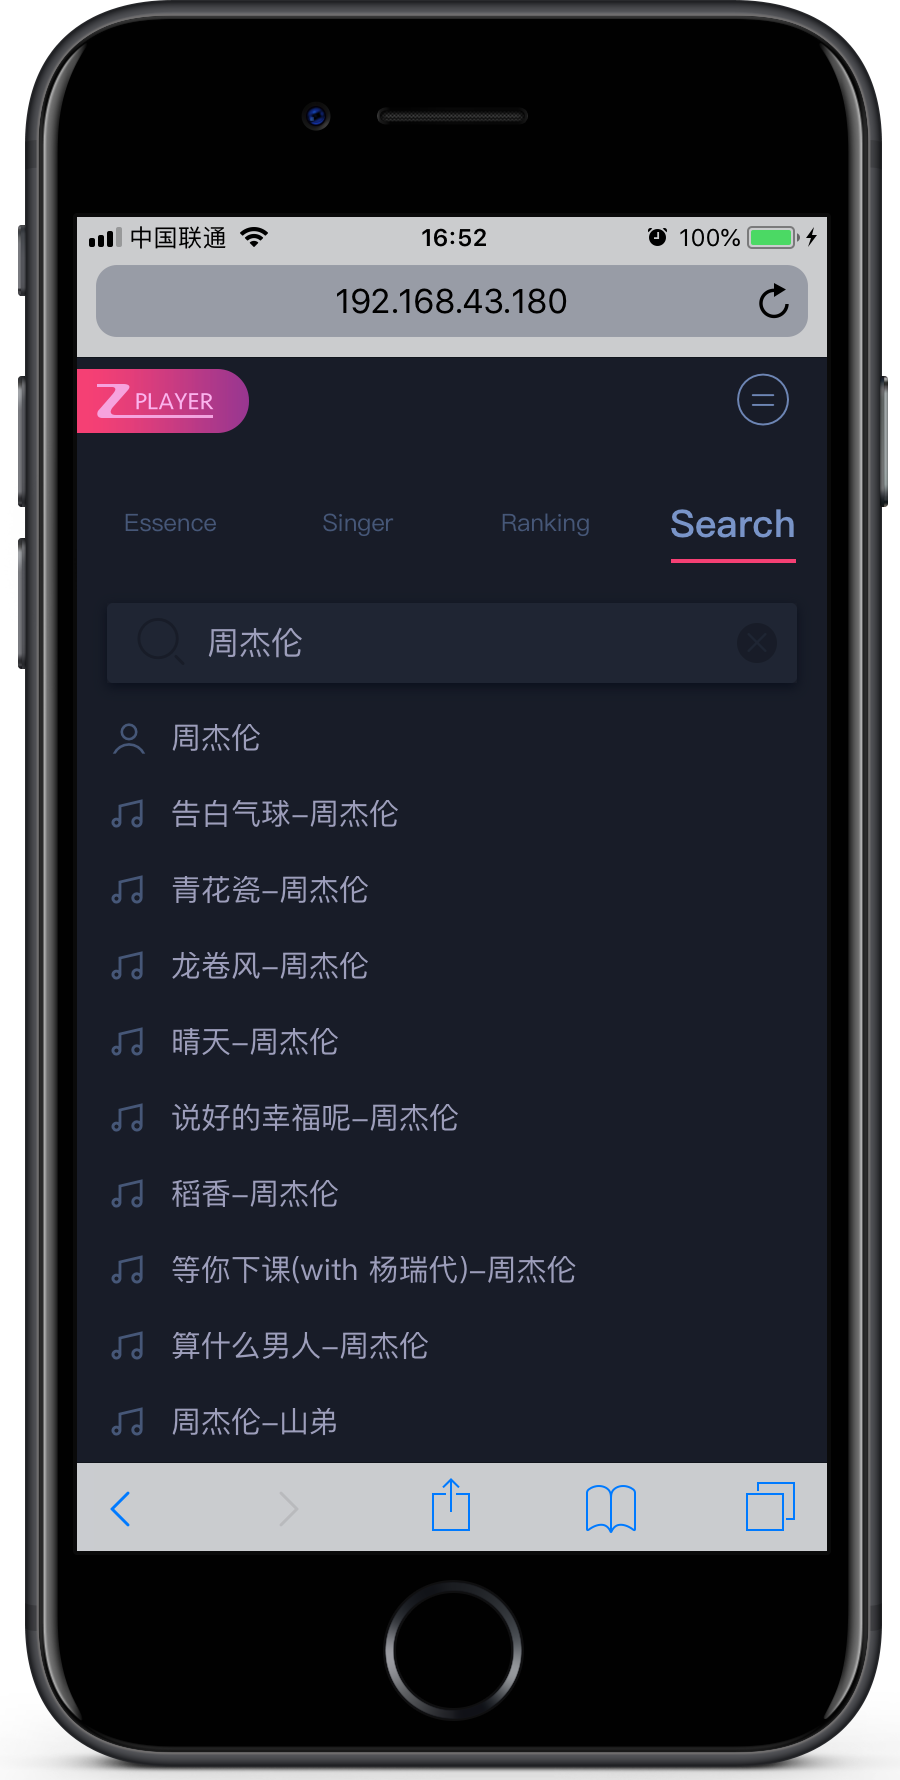 中国联通 16:52 100%
192.168.43.180
Z PLAYER
Essence Singer Ranking Search
周杰伦
周杰伦
告白气球-周杰伦
青花瓷-周杰伦
龙卷风-周杰伦
晴天-周杰伦
说好的幸福呢-周杰伦
稻香-周杰伦
等你下课(with 杨瑞代)-周杰伦
算什么男人-周杰伦
周杰伦-山弟